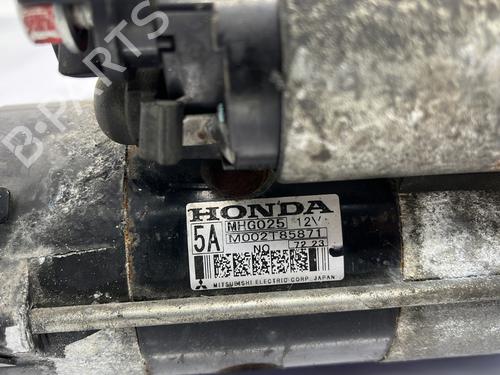 HONDA
5A MHG025 12V
M002T85871
NO 72 23
MITSUBISHI ELECTRIC CORP. JAPAN
B-PARTS